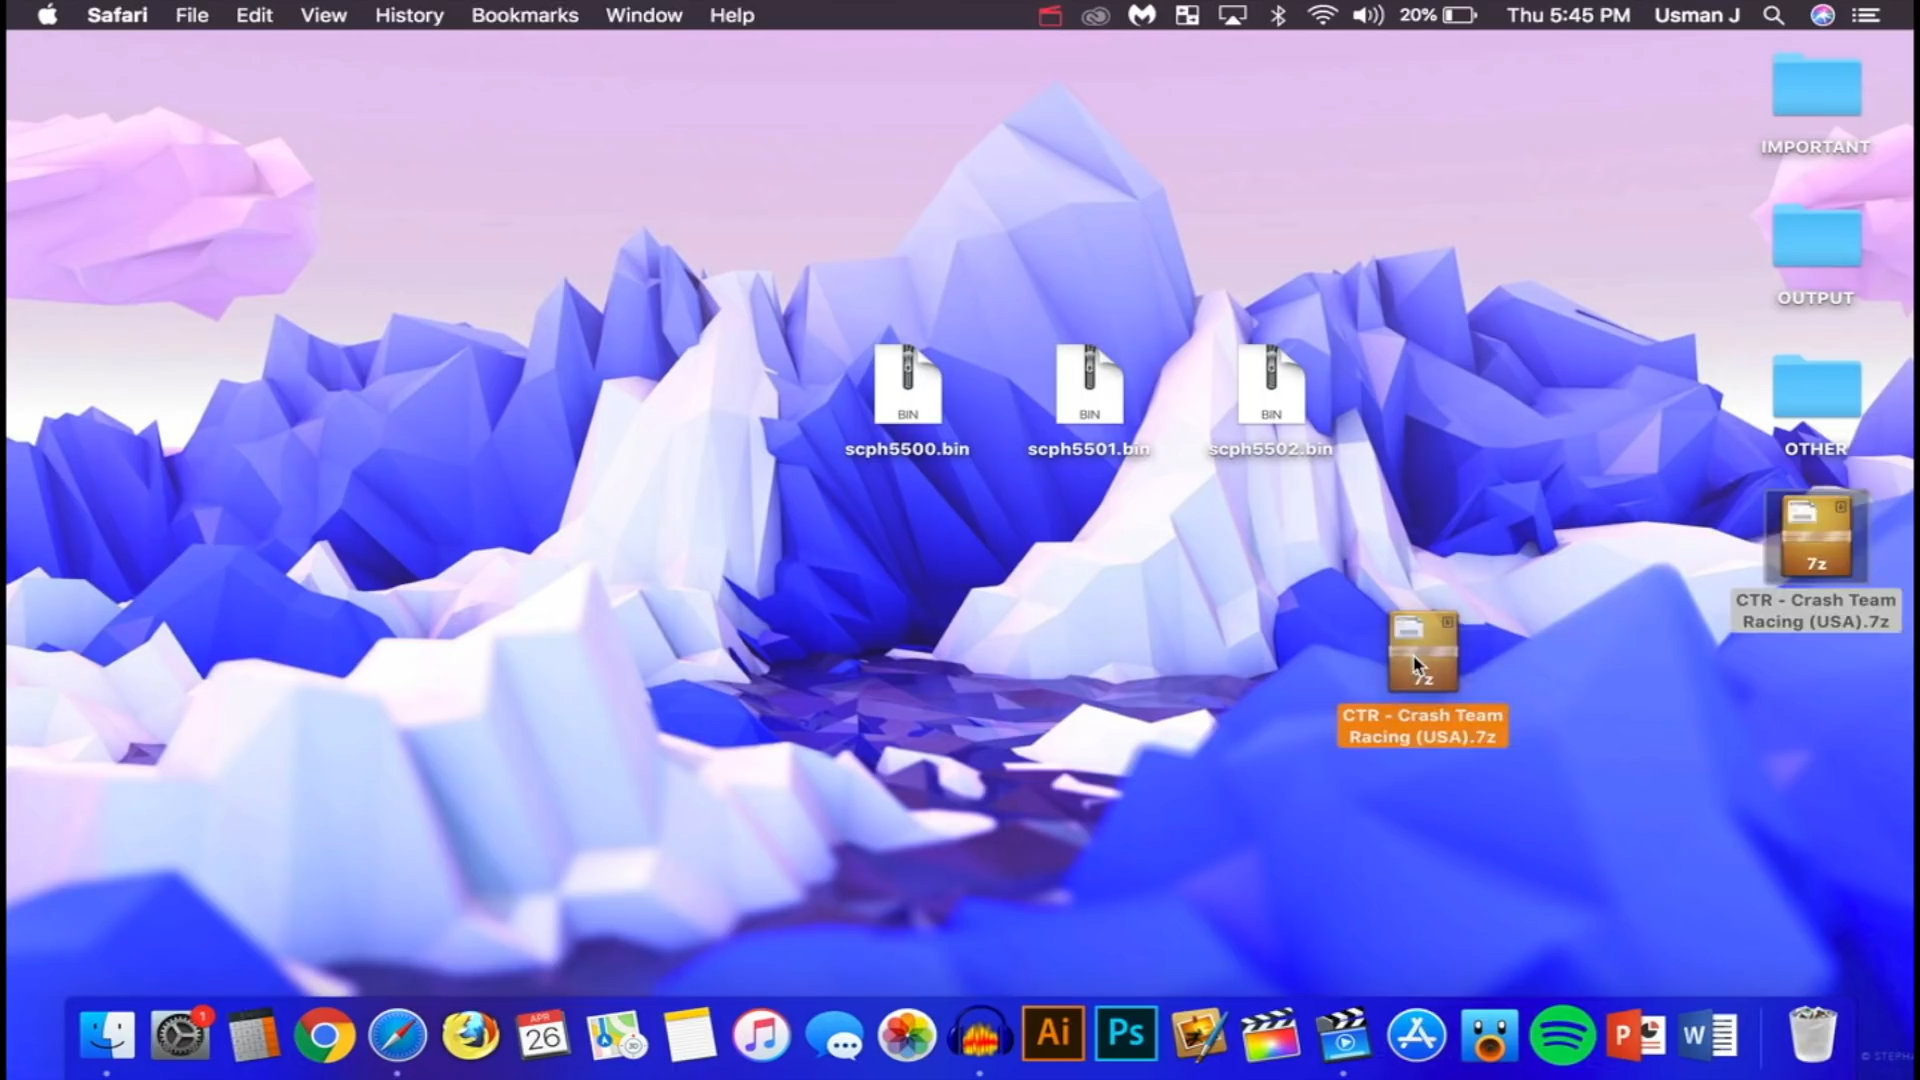 Safari File Edit View History Bookmarks Window Help 20% Thu 5:45 PM Usman J
IMPORTANT
OUTPUT
OTHER
BIN
scph5500.bin
BIN
scph5501.bin
BIN
scph5502.bin
7z
CTR - Crash Team
Racing (USA).7z
7z
CTR - Crash Team
Racing (USA).7z
1
APR
26
3D
Ai
Ps
P
W